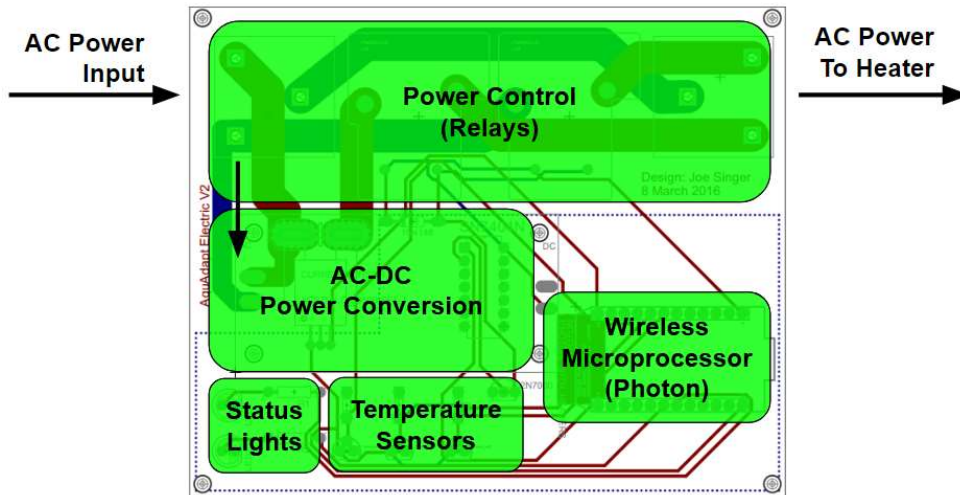 AC Power
Input
AC Power
To Heater
Power Control
(Relays)
Design: Joe Singer
8 March 2016
AquAdapt Electric V2
AC-DC
Power Conversion
DC
Wireless
Microprocessor
(Photon)
Status
Lights
Temperature
Sensors